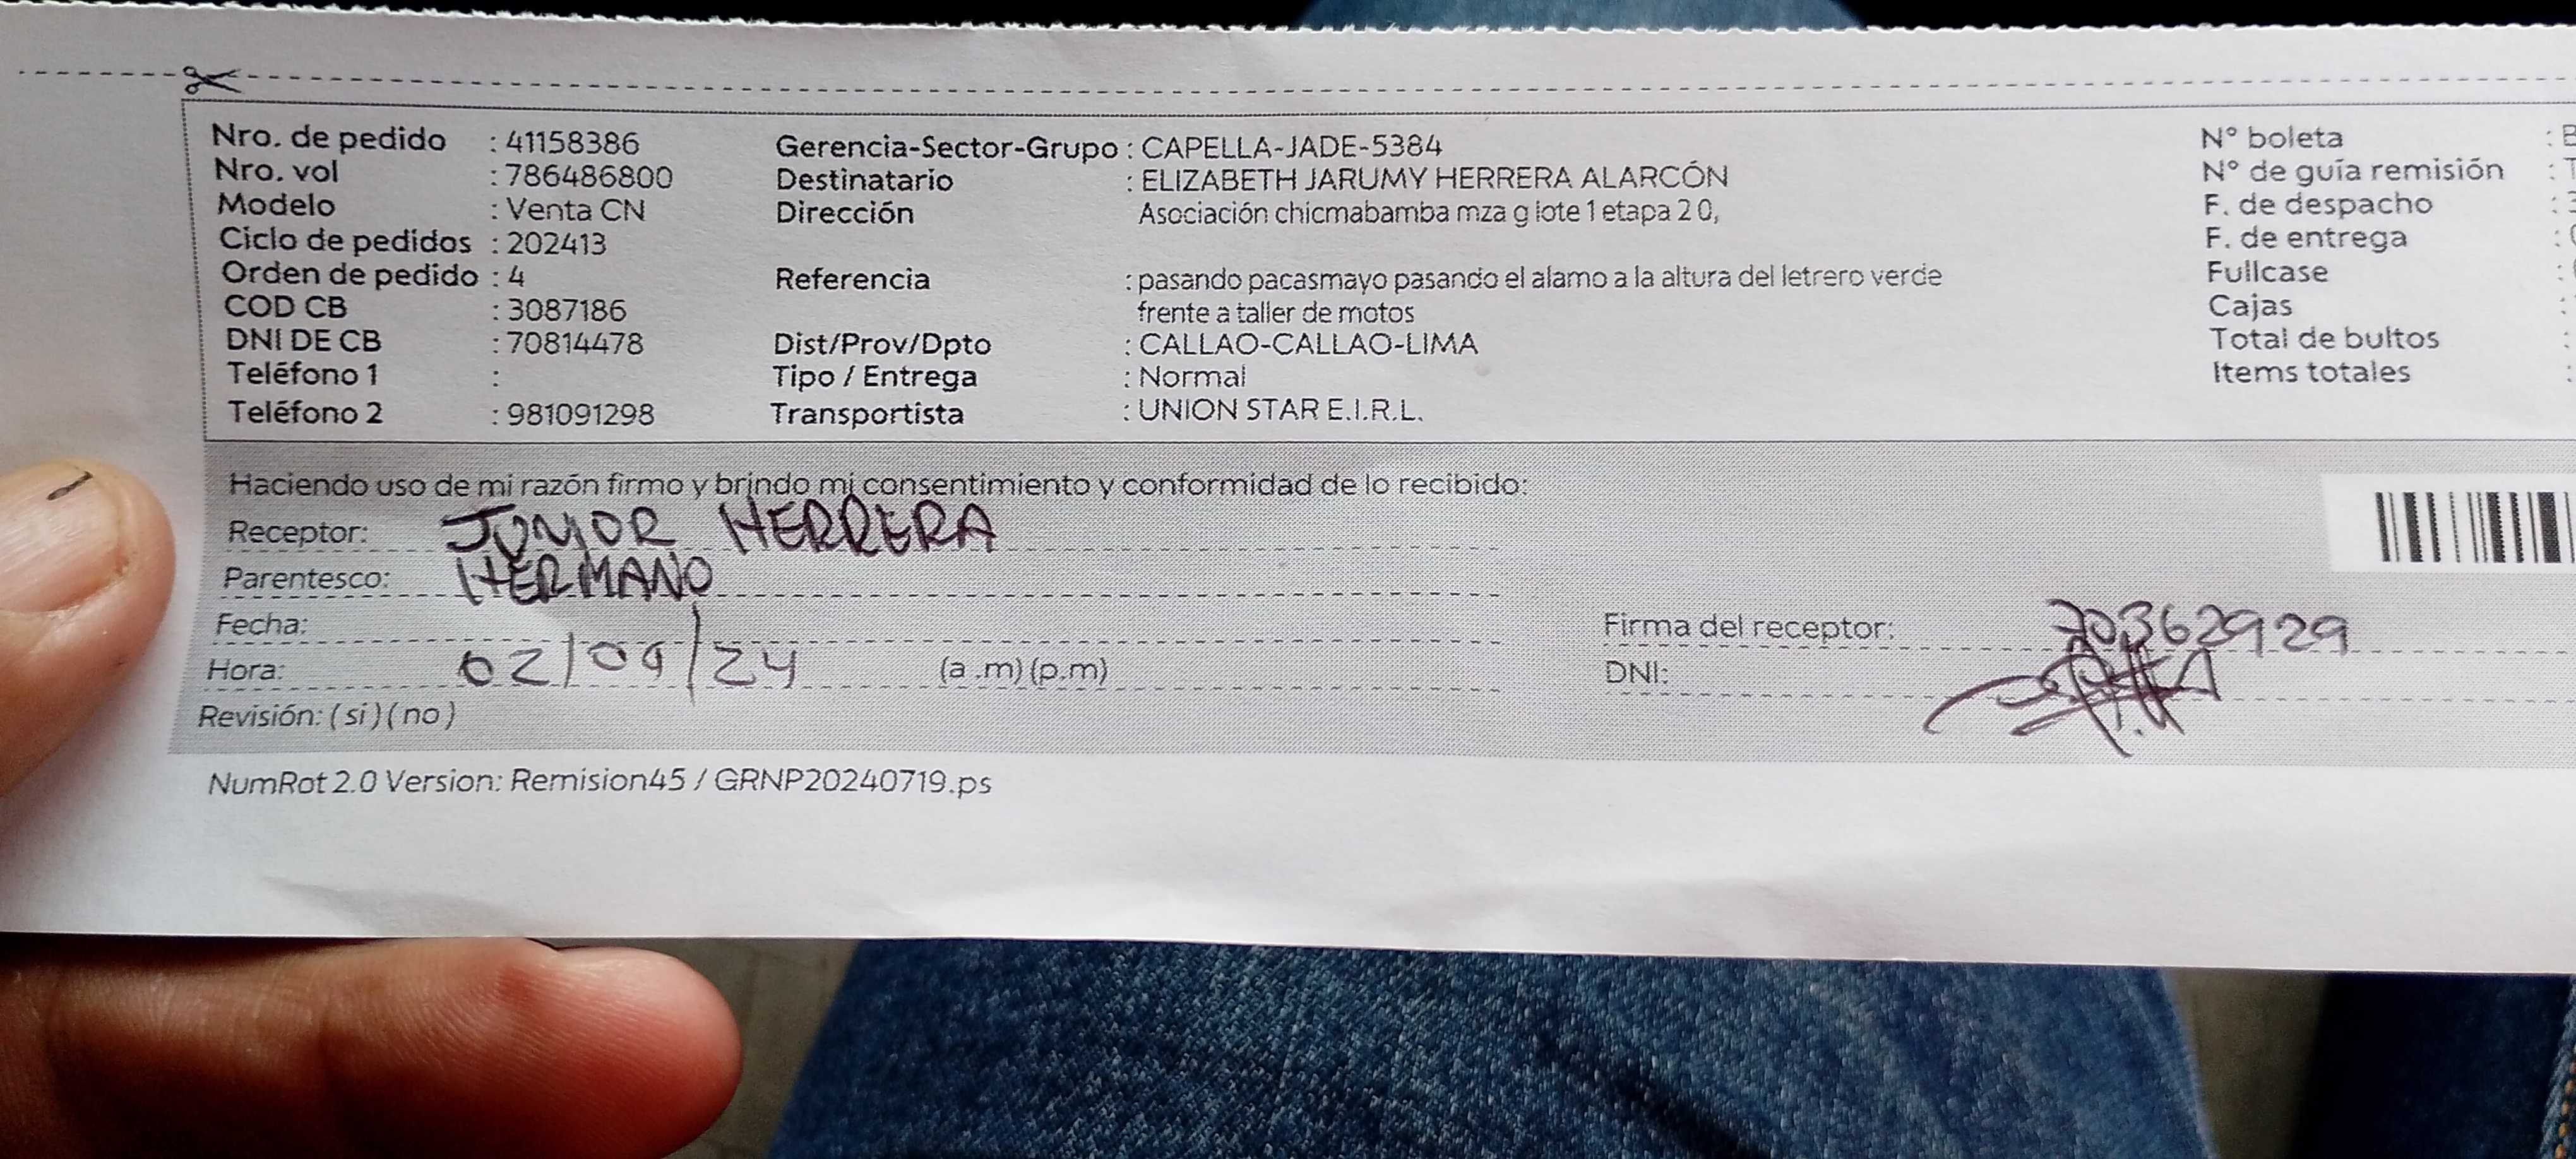 Nro. de pedido : 41158386
Nro. vol : 786486800
Modelo : Venta CN
Ciclo de pedidos : 202413
Orden de pedido : 4
COD CB : 3087186
DNI DE CB : 70814478
Teléfono 1 :
Teléfono 2 : 981091298
Gerencia-Sector-Grupo : CAPELLA-JADE-5384
Destinatario : ELIZABETH JARUMY HERRERA ALARCÓN
Dirección Asociación chicmabamba mza g lote 1 etapa 2 0,
Referencia : pasando pacasmayo pasando el alamo a la altura del letrero verde
frente a taller de motos
Dist/Prov/Dpto : CALLAO-CALLAO-LIMA
Tipo / Entrega : Normal
Transportista : UNION STAR E.I.R.L.
N° boleta :
N° de guía remisión :
F. de despacho :
F. de entrega :
Fullcase :
Cajas :
Total de bultos :
Items totales :
Haciendo uso de mi razón firmo y brindo mi consentimiento y conformidad de lo recibido:
Receptor: JUNIOR HERRERA
Parentesco: HERMANO
Fecha:
Hora: 02/09/24 (a .m) (p.m)
Revisión: ( si ) ( no )
Firma del receptor: 70362929
DNI:
NumRot 2.0 Version: Remision45 / GRNP20240719.ps